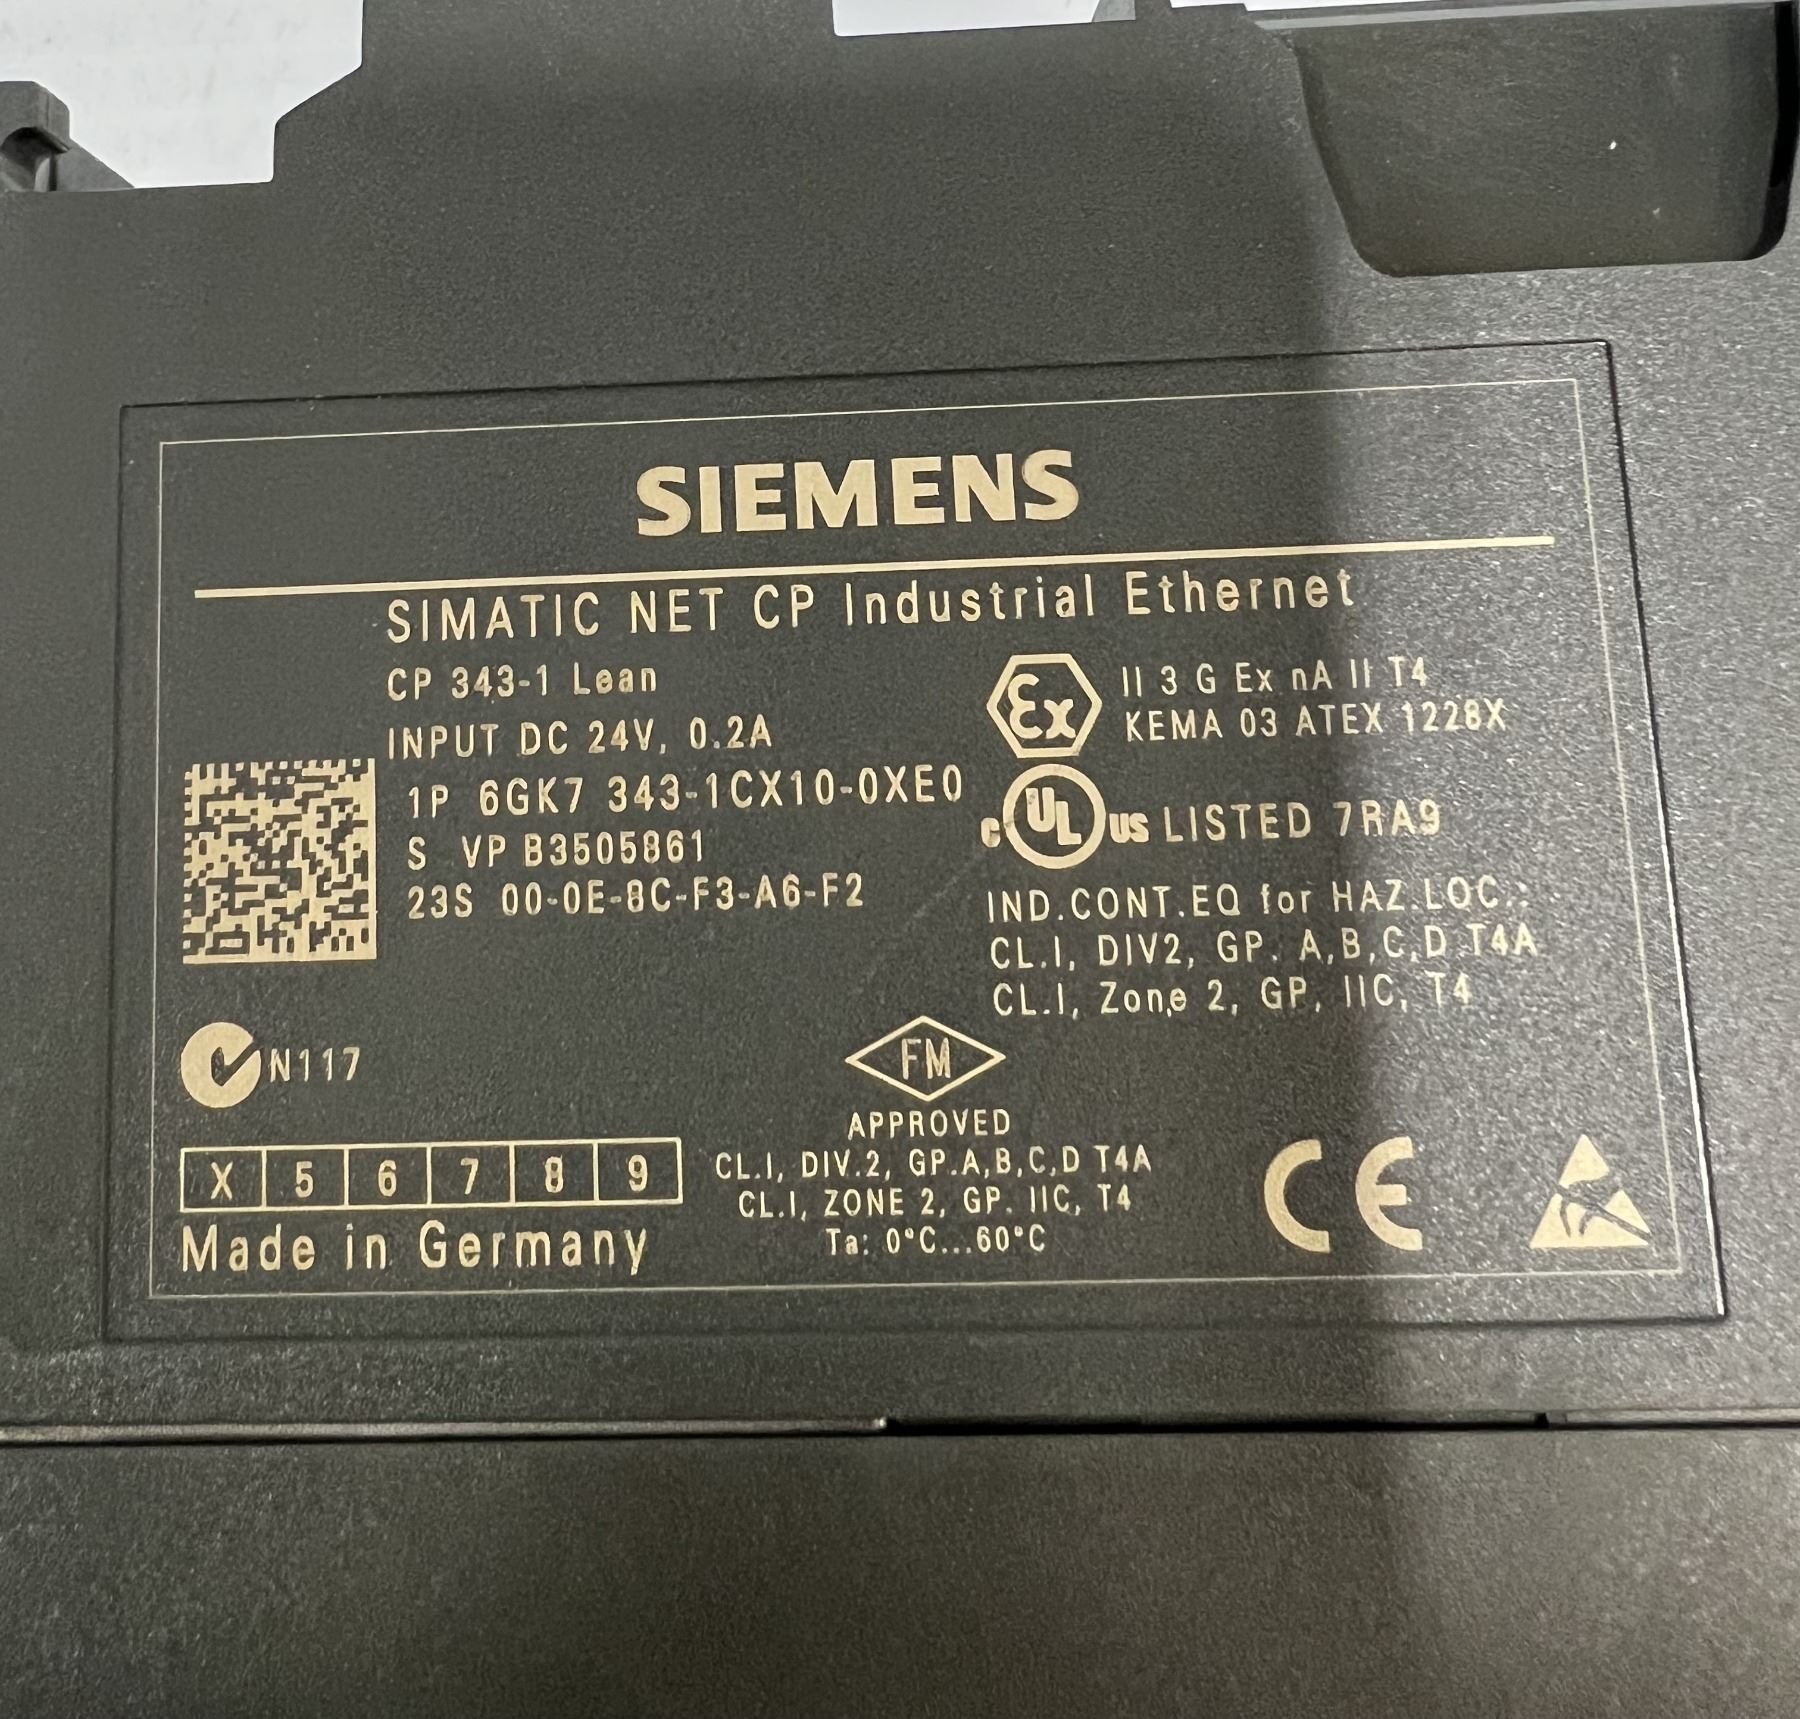 SIEMENS
SIMATIC NET CP Industrial Ethernet
CP 343-1 Lean
INPUT DC 24V, 0.2A
1P 6GK7 343-1CX10-0XE0
S VP B3505861
23S 00-0E-8C-F3-A6-F2
Ex
II 3 G Ex nA II T4
KEMA 03 ATEX 1228X
c UL us LISTED 7RA9
IND.CONT.EQ for HAZ.LOC.:
CL.I, DIV2, GP. A,B,C,D T4A
CL.I, Zone 2, GP, IIC, T4
N117
FM
APPROVED
CL.I, DIV.2, GP.A,B,C,D T4A
CL.I, ZONE 2, GP. IIC, T4
Ta: 0°C...60°C
X 5 6 7 8 9
Made in Germany
CE